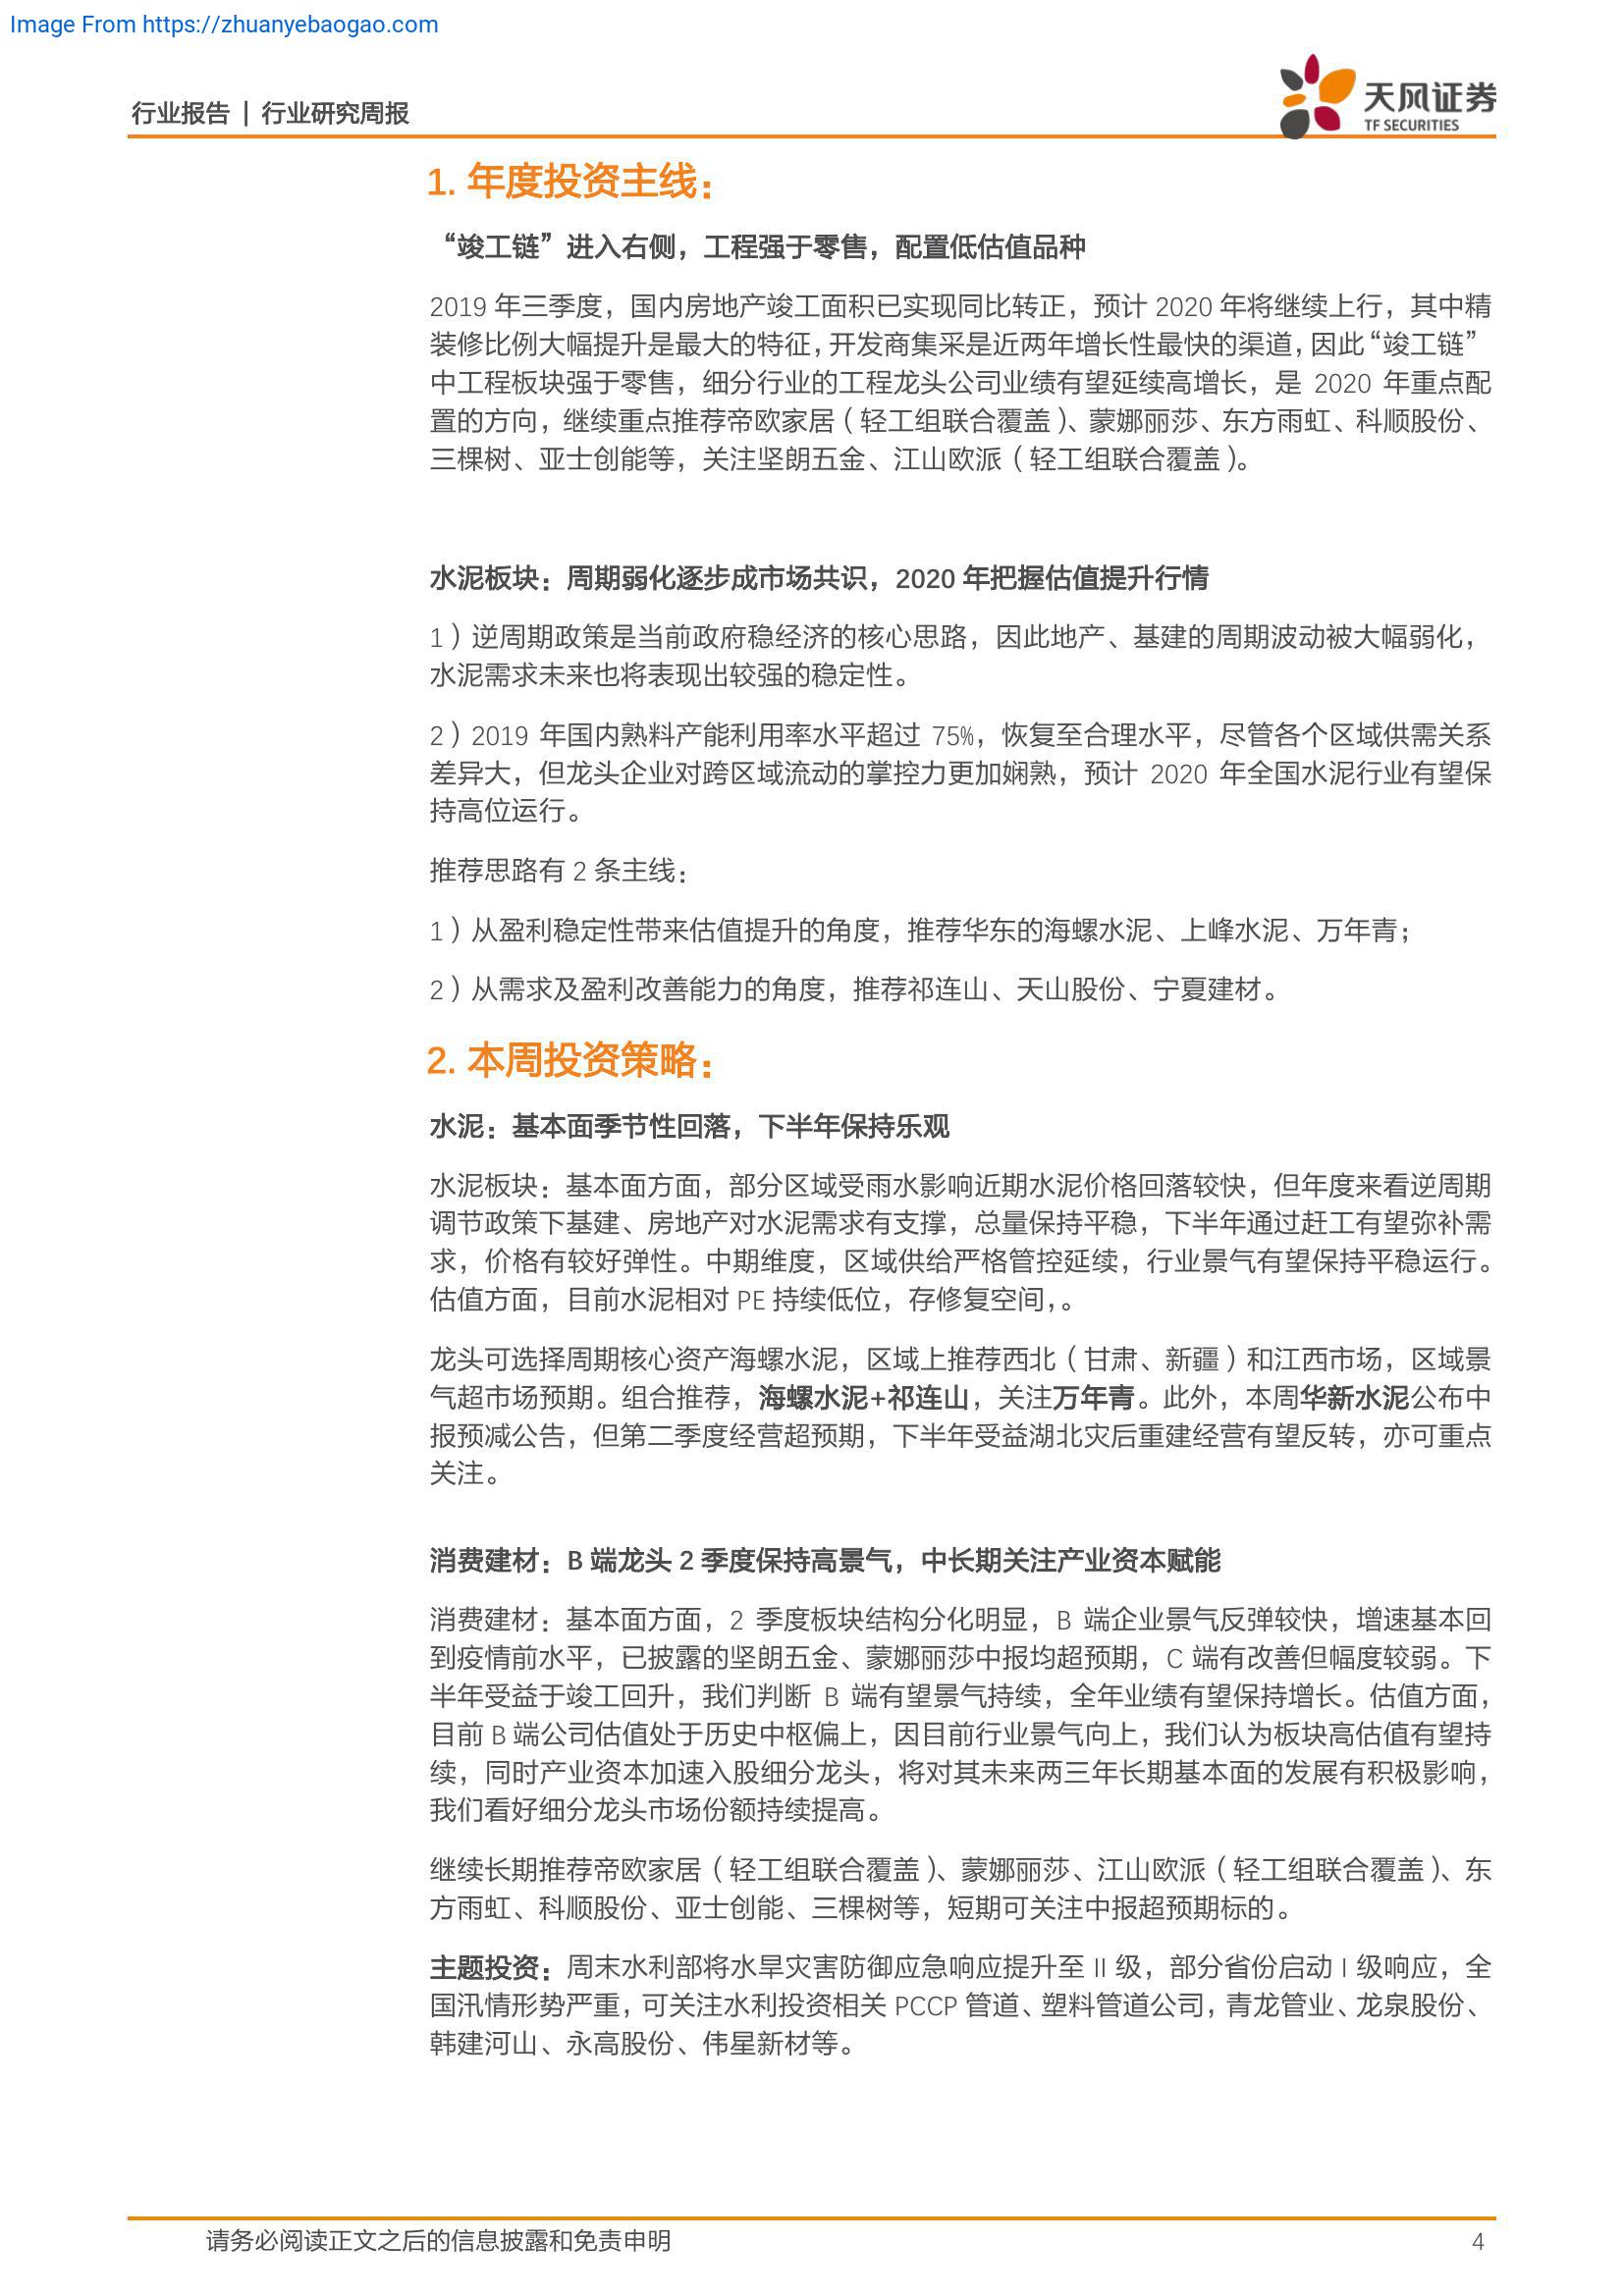 Image From https://zhuanyebaogao.com
行业报告 | 行业研究周报
天风证券
TF SECURITIES
1. 年度投资主线：
“竣工链”进入右侧，工程强于零售，配置低估值品种
2019 年三季度，国内房地产竣工面积已实现同比转正，预计 2020 年将继续上行，其中精
装修比例大幅提升是最大的特征，开发商集采是近两年增长性最快的渠道，因此“竣工链”
中工程板块强于零售，细分行业的工程龙头公司业绩有望延续高增长，是 2020 年重点配
置的方向，继续重点推荐帝欧家居（轻工组联合覆盖）、蒙娜丽莎、东方雨虹、科顺股份、
三棵树、亚士创能等，关注坚朗五金、江山欧派（轻工组联合覆盖）。
水泥板块：周期弱化逐步成市场共识，2020 年把握估值提升行情
1）逆周期政策是当前政府稳经济的核心思路，因此地产、基建的周期波动被大幅弱化，
水泥需求未来也将表现出较强的稳定性。
2）2019 年国内熟料产能利用率水平超过 75%，恢复至合理水平，尽管各个区域供需关系
差异大，但龙头企业对跨区域流动的掌控力更加娴熟，预计 2020 年全国水泥行业有望保
持高位运行。
推荐思路有 2 条主线：
1）从盈利稳定性带来估值提升的角度，推荐华东的海螺水泥、上峰水泥、万年青；
2）从需求及盈利改善能力的角度，推荐祁连山、天山股份、宁夏建材。
2. 本周投资策略：
水泥：基本面季节性回落，下半年保持乐观
水泥板块：基本面方面，部分区域受雨水影响近期水泥价格回落较快，但年度来看逆周期
调节政策下基建、房地产对水泥需求有支撑，总量保持平稳，下半年通过赶工有望弥补需
求，价格有较好弹性。中期维度，区域供给严格管控延续，行业景气有望保持平稳运行。
估值方面，目前水泥相对 PE 持续低位，存修复空间，。
龙头可选择周期核心资产海螺水泥，区域上推荐西北（甘肃、新疆）和江西市场，区域景
气超市场预期。组合推荐，海螺水泥+祁连山，关注万年青。此外，本周华新水泥公布中
报预减公告，但第二季度经营超预期，下半年受益湖北灾后重建经营有望反转，亦可重点
关注。
消费建材：B 端龙头 2 季度保持高景气，中长期关注产业资本赋能
消费建材：基本面方面，2 季度板块结构分化明显，B 端企业景气反弹较快，增速基本回
到疫情前水平，已披露的坚朗五金、蒙娜丽莎中报均超预期，C 端有改善但幅度较弱。下
半年受益于竣工回升，我们判断 B 端有望景气持续，全年业绩有望保持增长。估值方面，
目前 B 端公司估值处于历史中枢偏上，因目前行业景气向上，我们认为板块高估值有望持
续，同时产业资本加速入股细分龙头，将对其未来两三年长期基本面的发展有积极影响，
我们看好细分龙头市场份额持续提高。
继续长期推荐帝欧家居（轻工组联合覆盖）、蒙娜丽莎、江山欧派（轻工组联合覆盖）、东
方雨虹、科顺股份、亚士创能、三棵树等，短期可关注中报超预期标的。
主题投资：周末水利部将水旱灾害防御应急响应提升至 II 级，部分省份启动 I 级响应，全
国汛情形势严重，可关注水利投资相关 PCCP 管道、塑料管道公司，青龙管业、龙泉股份、
韩建河山、永高股份、伟星新材等。
请务必阅读正文之后的信息披露和免责申明
4